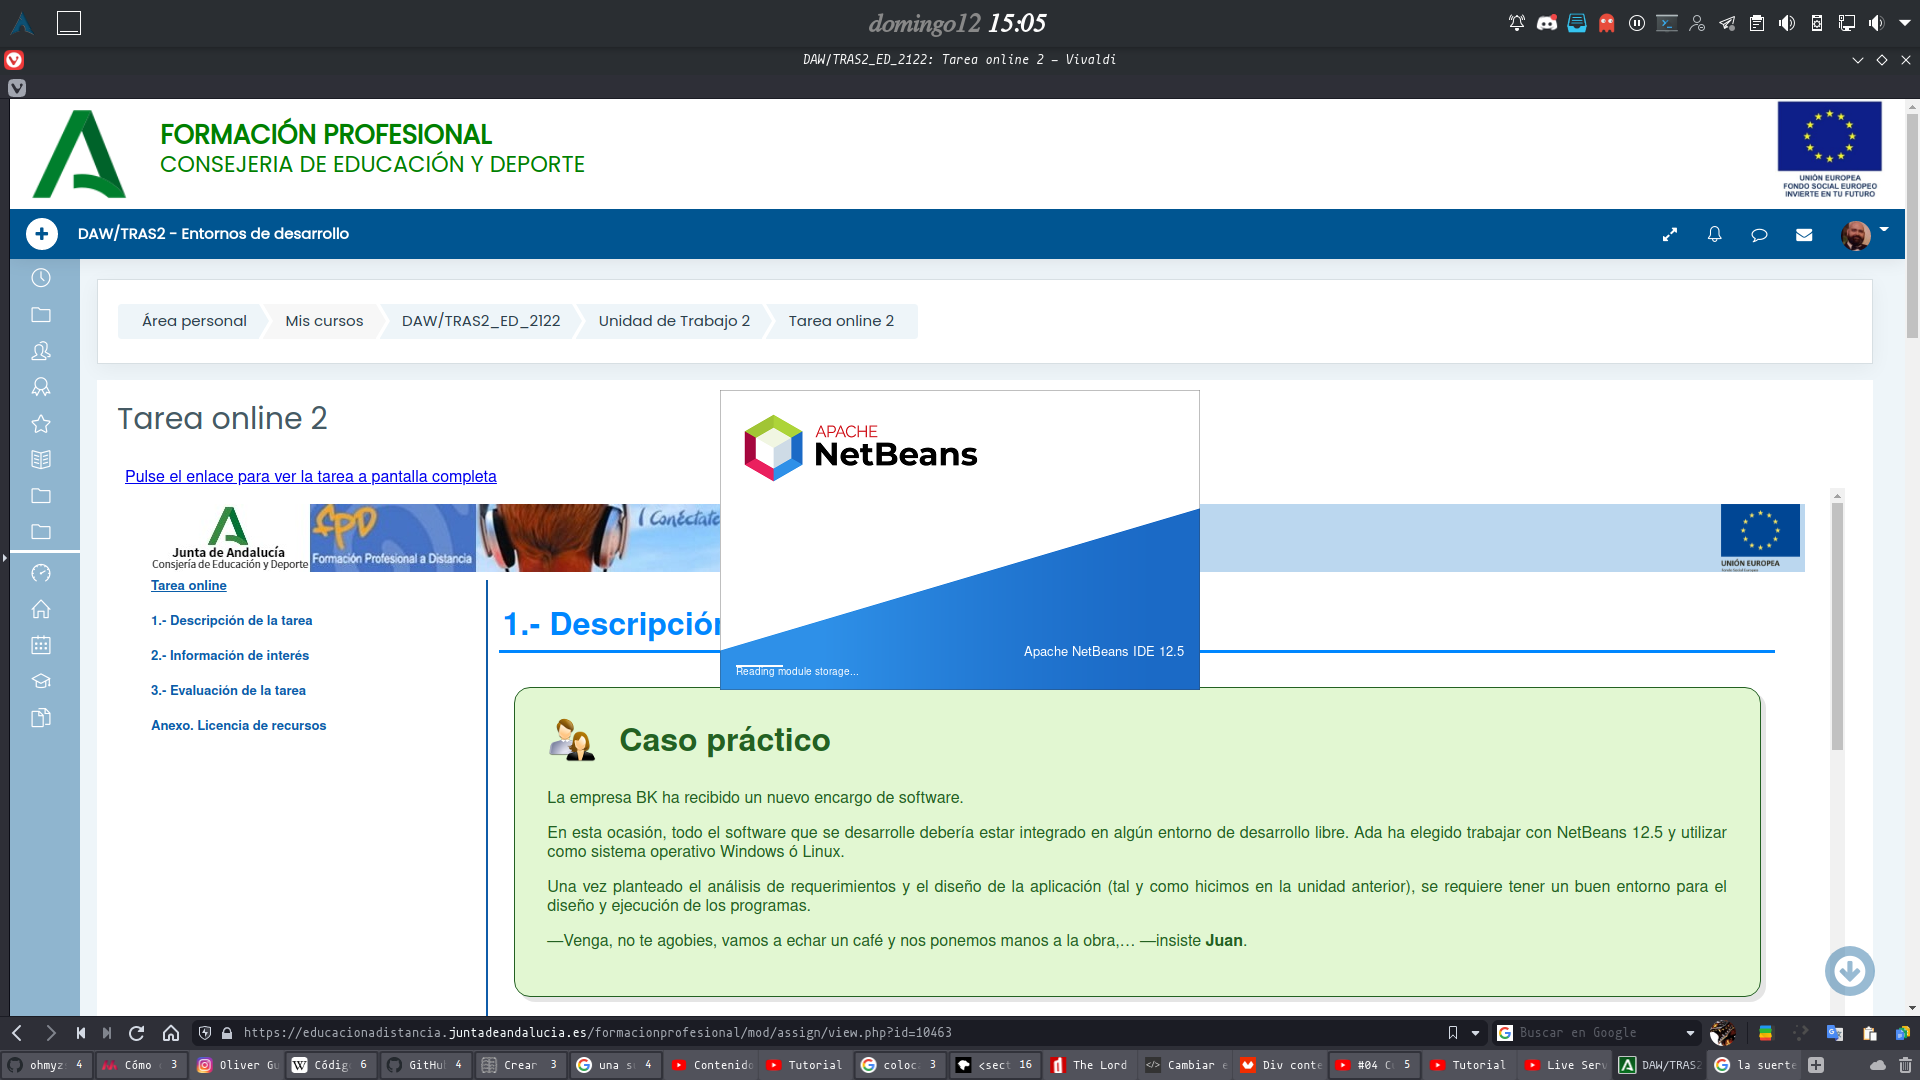 domingo12 15:05
DAW/TRAS2_ED_2122: Tarea online 2 – Vivaldi
FORMACIÓN PROFESIONAL
CONSEJERIA DE EDUCACIÓN Y DEPORTE
UNIÓN EUROPEA
FONDO SOCIAL EUROPEO
INVIERTE EN TU FUTURO
DAW/TRAS2 - Entornos de desarrollo
Área personal
Mis cursos
DAW/TRAS2_ED_2122
Unidad de Trabajo 2
Tarea online 2
Tarea online 2
Pulse el enlace para ver la tarea a pantalla completa
Junta de Andalucía
Consjería de Educación y Deporte
fpD
Formación Profesional a Distancia
Conéctate
UNIÓN EUROPEA
Tarea online
1.- Descripción de la tarea
2.- Información de interés
3.- Evaluación de la tarea
Anexo. Licencia de recursos
1.- Descripción
APACHE
NetBeans
Apache NetBeans IDE 12.5
Reading module storage...
Caso práctico
La empresa BK ha recibido un nuevo encargo de software.
En esta ocasión, todo el software que se desarrolle debería estar integrado en algún entorno de desarrollo libre. Ada ha elegido trabajar con NetBeans 12.5 y utilizar
como sistema operativo Windows ó Linux.
Una vez planteado el análisis de requerimientos y el diseño de la aplicación (tal y como hicimos en la unidad anterior), se requiere tener un buen entorno para el
diseño y ejecución de los programas.
—Venga, no te agobies, vamos a echar un café y nos ponemos manos a la obra,… —insiste Juan.
https://educacionadistancia.juntadeandalucia.es/formacionprofesional/mod/assign/view.php?id=10463
Buscar en Google
ohmyz 4
Cómo 3
Oliver Gu
Códig 6
GitHu 4
Crear 3
una s 4
Contenido
Tutorial
coloc 3
<sect 16
The Lord
Cambiar e
Div conte
#04 C 5
Tutorial
Live Serv
DAW/TRAS2
la suerte